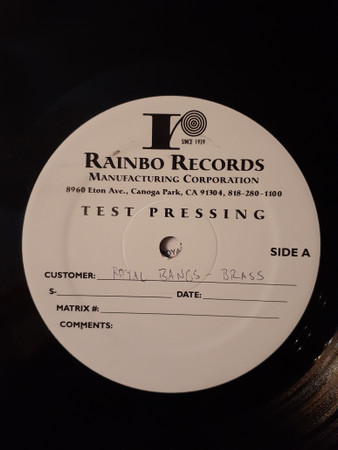 r
SINCE 1939
RAINBO RECORDS
MANUFACTURING CORPORATION
8960 Eton Ave., Canoga Park, CA 91304, 818-280-1100
TEST PRESSING
SIDE A
CUSTOMER: ROYAL BANGS - BRASS
S- DATE:
MATRIX #:
COMMENTS: